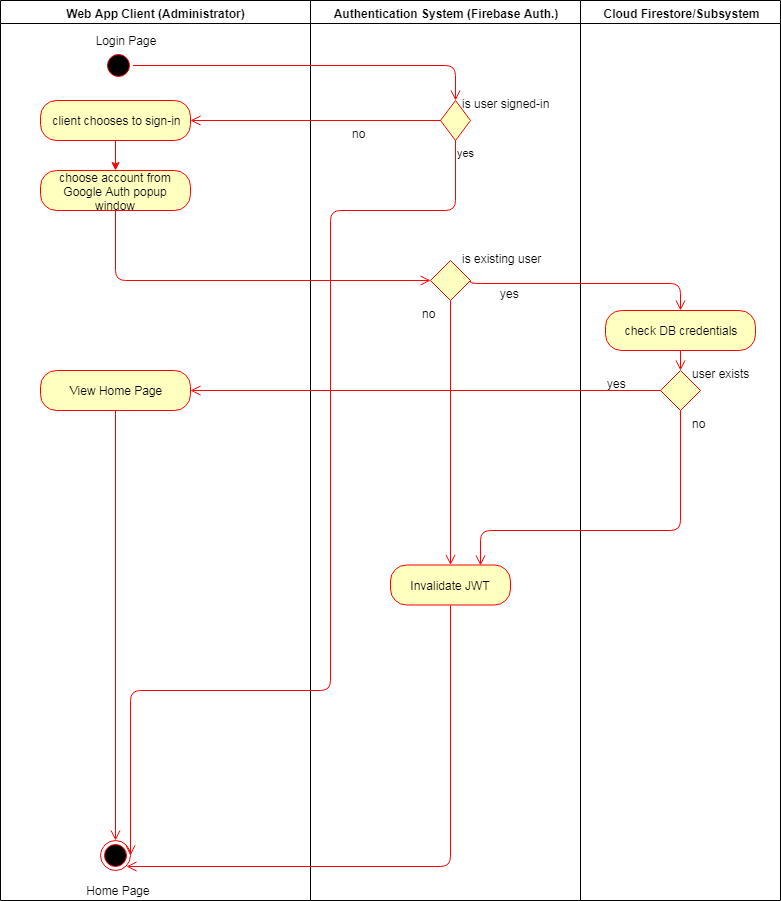 Web App Client (Administrator)
Authentication System (Firebase Auth.)
Cloud Firestore/Subsystem
Login Page
is user signed-in
client chooses to sign-in
no
yes
choose account from
Google Auth popup
window
is existing user
yes
no
check DB credentials
user exists
yes
View Home Page
no
Invalidate JWT
Home Page